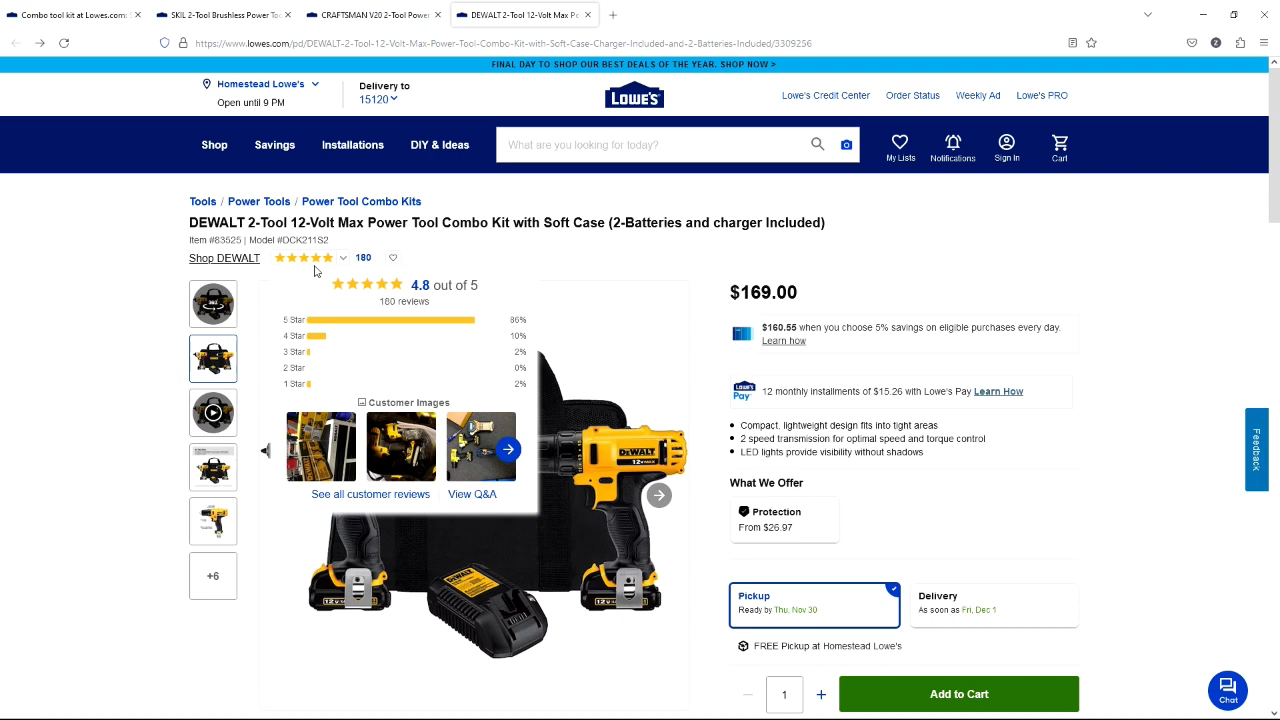 Combo tool kit at Lowes.com: S
SKIL 2-Tool Brushless Power Too
CRAFTSMAN V20 2-Tool Power
DEWALT 2-Tool 12-Volt Max Po
https://www.lowes.com/pd/DEWALT-2-Tool-12-Volt-Max-Power-Tool-Combo-Kit-with-Soft-Case-Charger-Included-and-2-Batteries-Included/3309256
2
FINAL DAY TO SHOP OUR BEST DEALS OF THE YEAR. SHOP NOW >
Homestead Lowe's
Open until 9 PM
Delivery to
15120
LOWE'S
Lowe's Credit Center
Order Status
Weekly Ad
Lowe's PRO
Shop
Savings
Installations
DIY & Ideas
What are you looking for today?
My Lists
Notifications
Sign In
Cart
Tools / Power Tools / Power Tool Combo Kits
DEWALT 2-Tool 12-Volt Max Power Tool Combo Kit with Soft Case (2-Batteries and charger Included)
Item #83525 | Model #DCK211S2
Shop DEWALT
180
4.8 out of 5
180 reviews
5 Star 86%
4 Star 10%
3 Star 2%
2 Star 0%
1 Star 2%
Customer Images
See all customer reviews
View Q&A
+6
DEWALT
12V MAX
DEWALT
$169.00
$160.55 when you choose 5% savings on eligible purchases every day.
Learn how
LOWE'S
Pay
12 monthly installments of $15.26 with Lowe's Pay Learn How
Compact, lightweight design fits into tight areas
2 speed transmission for optimal speed and torque control
LED lights provide visibility without shadows
What We Offer
Protection
From $26.97
Pickup
Ready by Thu, Nov 30
Delivery
As soon as Fri, Dec 1
FREE Pickup at Homestead Lowe's
1
Add to Cart
Feedback
Chat